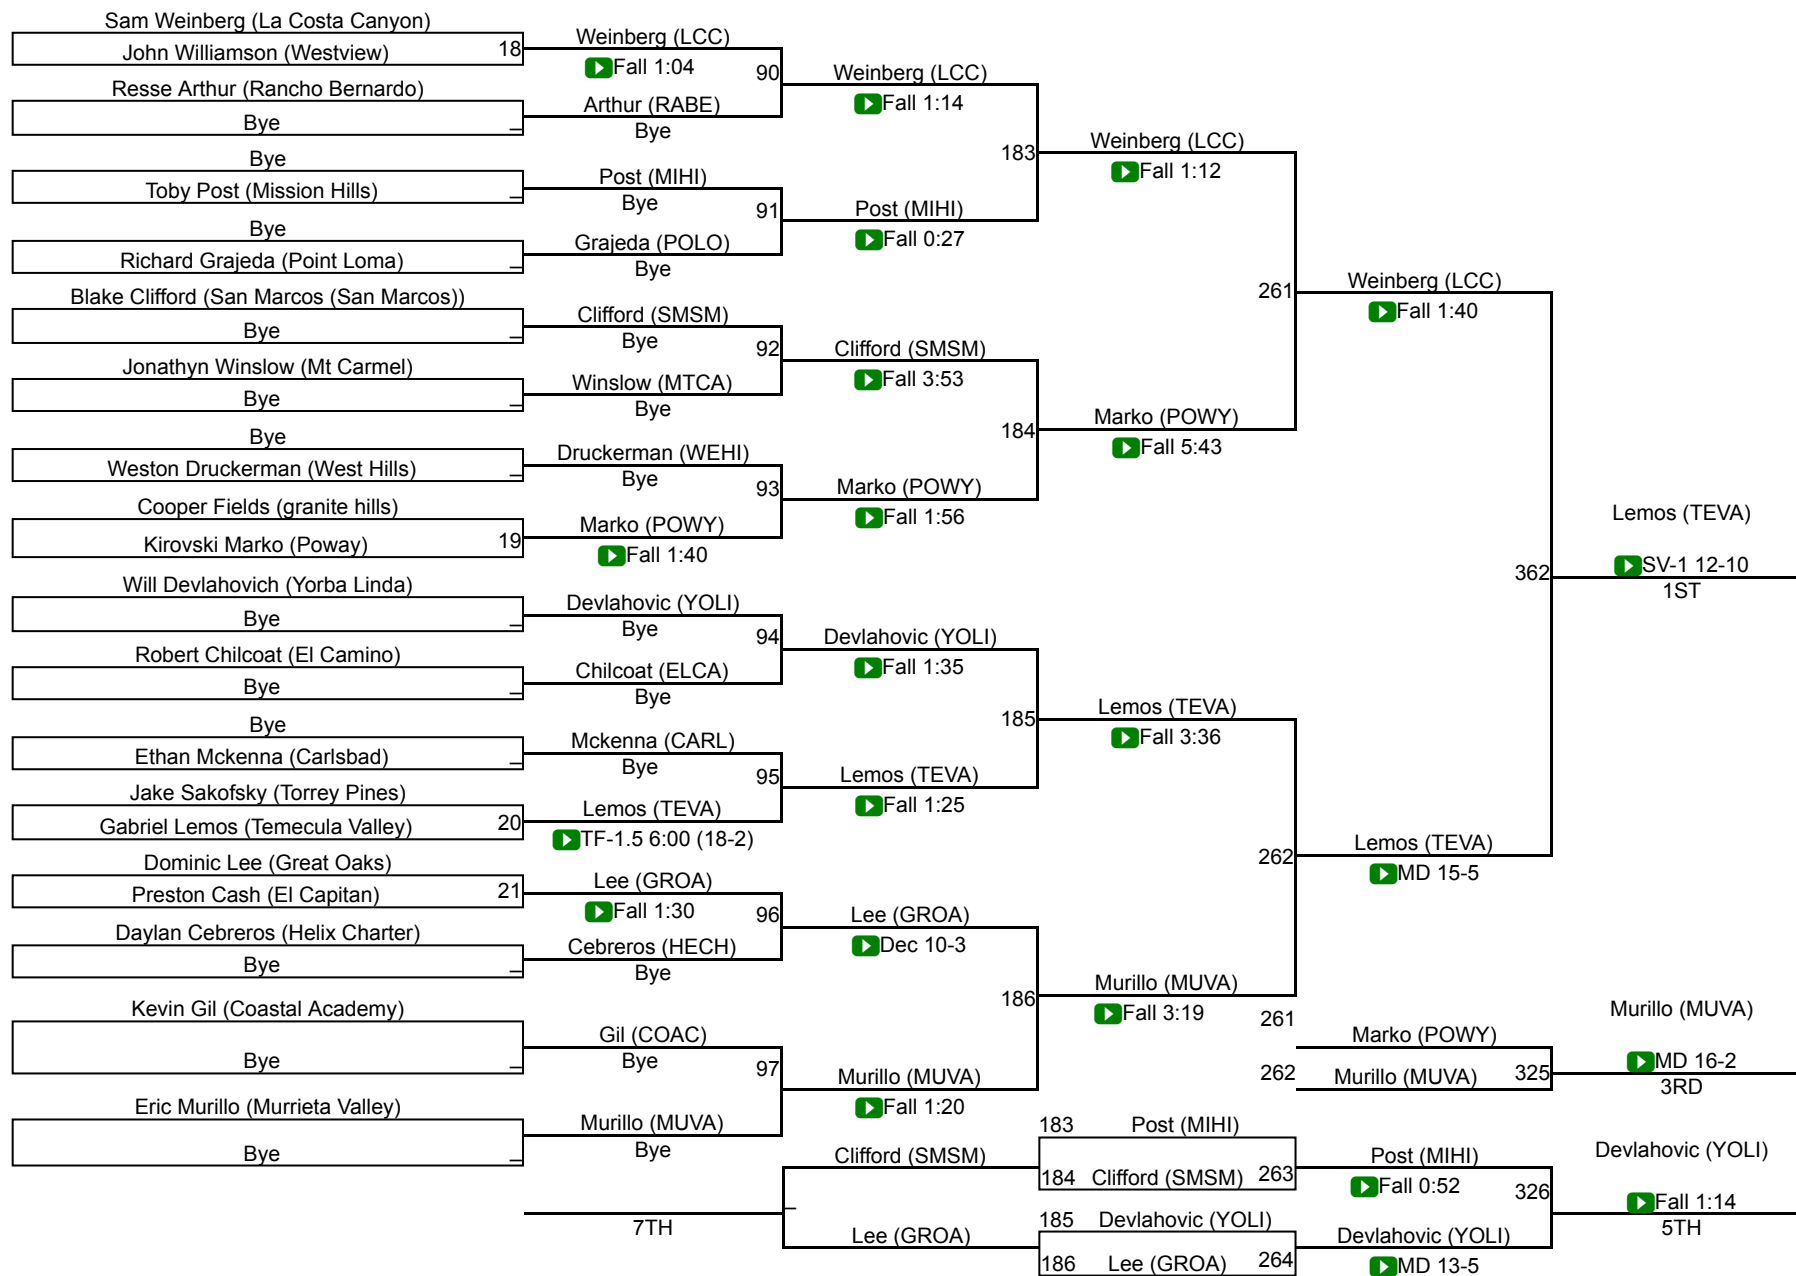 Sam Weinberg (La Costa Canyon)
John Williamson (Westview) 18
Resse Arthur (Rancho Bernardo)
Bye _
Bye
Toby Post (Mission Hills) _
Bye
Richard Grajeda (Point Loma) _
Blake Clifford (San Marcos (San Marcos))
Bye _
Jonathyn Winslow (Mt Carmel)
Bye _
Bye
Weston Druckerman (West Hills) _
Cooper Fields (granite hills)
Kirovski Marko (Poway) 19
Will Devlahovich (Yorba Linda)
Bye _
Robert Chilcoat (El Camino)
Bye _
Bye
Ethan Mckenna (Carlsbad) _
Jake Sakofsky (Torrey Pines)
Gabriel Lemos (Temecula Valley) 20
Dominic Lee (Great Oaks)
Preston Cash (El Capitan) 21
Daylan Cebreros (Helix Charter)
Bye _
Kevin Gil (Coastal Academy)
Bye _
Eric Murillo (Murrieta Valley)
Bye _
Weinberg (LCC)
Fall 1:04
90
Arthur (RABE)
Bye
Post (MIHI)
Bye
91
Grajeda (POLO)
Bye
Clifford (SMSM)
Bye
92
Winslow (MTCA)
Bye
Druckerman (WEHI)
Bye
93
Marko (POWY)
Fall 1:40
Devlahovic (YOLI)
Bye
94
Chilcoat (ELCA)
Bye
Mckenna (CARL)
Bye
95
Lemos (TEVA)
TF-1.5 6:00 (18-2)
Lee (GROA)
Fall 1:30
96
Cebreros (HECH)
Bye
Gil (COAC)
Bye
97
Murillo (MUVA)
Bye
Weinberg (LCC)
Fall 1:14
183
Post (MIHI)
Fall 0:27
Clifford (SMSM)
Fall 3:53
184
Marko (POWY)
Fall 1:56
Devlahovic (YOLI)
Fall 1:35
185
Lemos (TEVA)
Fall 1:25
Lee (GROA)
Dec 10-3
186
Murillo (MUVA)
Fall 1:20
Weinberg (LCC)
Fall 1:12
261
Marko (POWY)
Fall 5:43
Lemos (TEVA)
Fall 3:36
262
Murillo (MUVA)
Fall 3:19
Weinberg (LCC)
Fall 1:40
362
Lemos (TEVA)
MD 15-5
Lemos (TEVA)
SV-1 12-10
1ST
261
Marko (POWY)
262 Murillo (MUVA) 325
Murillo (MUVA)
MD 16-2
3RD
Clifford (SMSM)
_
Lee (GROA)
7TH
183 Post (MIHI)
184 Clifford (SMSM) 263
185 Devlahovic (YOLI)
186 Lee (GROA) 264
Post (MIHI)
Fall 0:52
326
Devlahovic (YOLI)
MD 13-5
Devlahovic (YOLI)
Fall 1:14
5TH